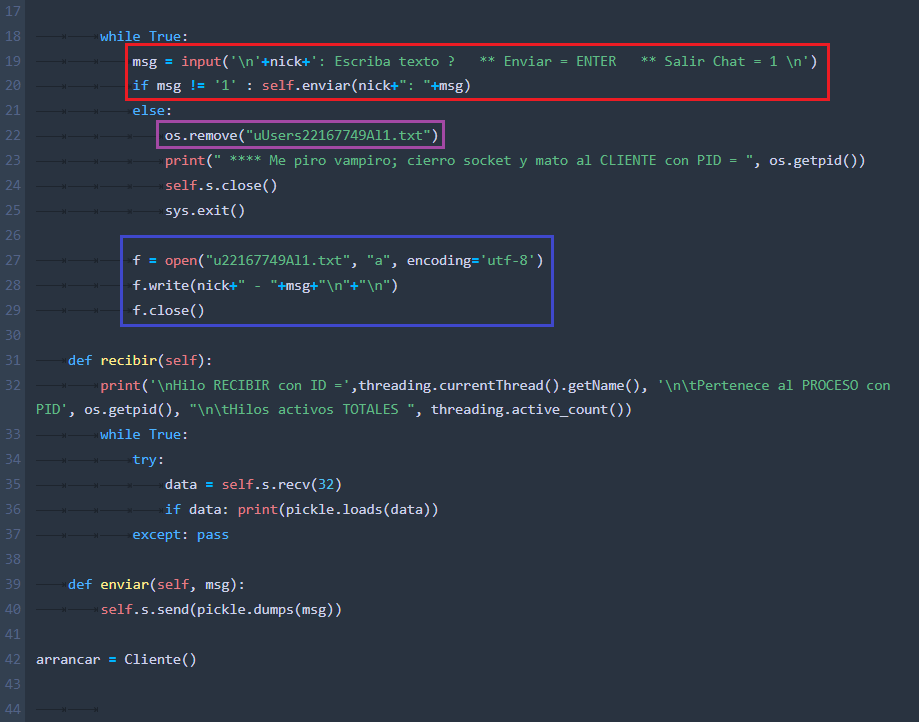 17
18 while True:
19 msg = input('\n'+nick+': Escriba texto ?   ** Enviar = ENTER   ** Salir Chat = 1 \n')
20 if msg != '1' : self.enviar(nick+": "+msg)
21 else:
22 os.remove("uUsers22167749Al1.txt")
23 print(" **** Me piro vampiro; cierro socket y mato al CLIENTE con PID = ", os.getpid())
24 self.s.close()
25 sys.exit()
26
27 f = open("u22167749Al1.txt", "a", encoding='utf-8')
28 f.write(nick+" - "+msg+"\n"+"\n")
29 f.close()
30
31 def recibir(self):
32 print('\nHilo RECIBIR con ID =',threading.currentThread().getName(), '\n\tPertenece al PROCESO con
PID', os.getpid(), "\n\tHilos activos TOTALES ", threading.active_count())
33 while True:
34 try:
35 data = self.s.recv(32)
36 if data: print(pickle.loads(data))
37 except: pass
38
39 def enviar(self, msg):
40 self.s.send(pickle.dumps(msg))
41
42 arrancar = Cliente()
43
44